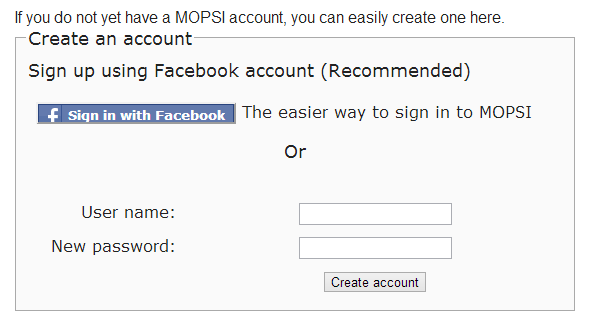 If you do not yet have a MOPSI account, you can easily create one here.
Create an account
Sign up using Facebook account (Recommended)
f Sign in with Facebook The easier way to sign in to MOPSI
Or
User name:
New password:
Create account